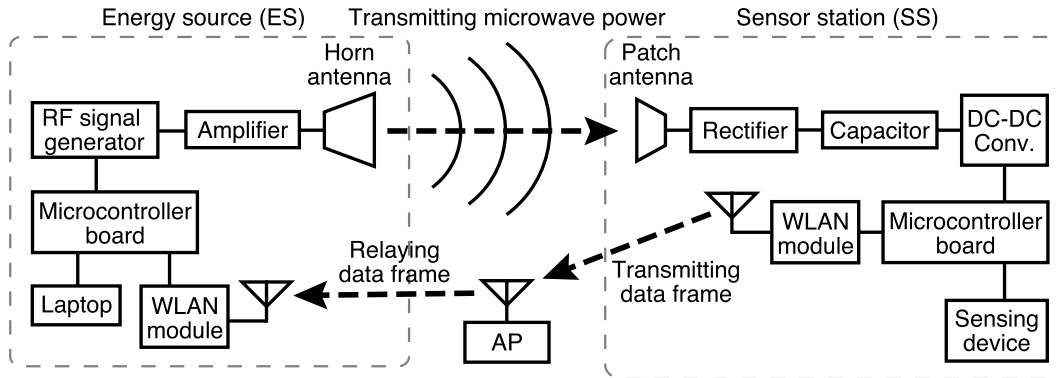 Energy source (ES)
Transmitting microwave power
Sensor station (SS)
Horn
antenna
Patch
antenna
RF signal
generator
Amplifier
Rectifier
Capacitor
DC-DC
Conv.
Microcontroller
board
WLAN
module
Microcontroller
board
Relaying
data frame
Transmitting
data frame
Laptop
WLAN
module
AP
Sensing
device